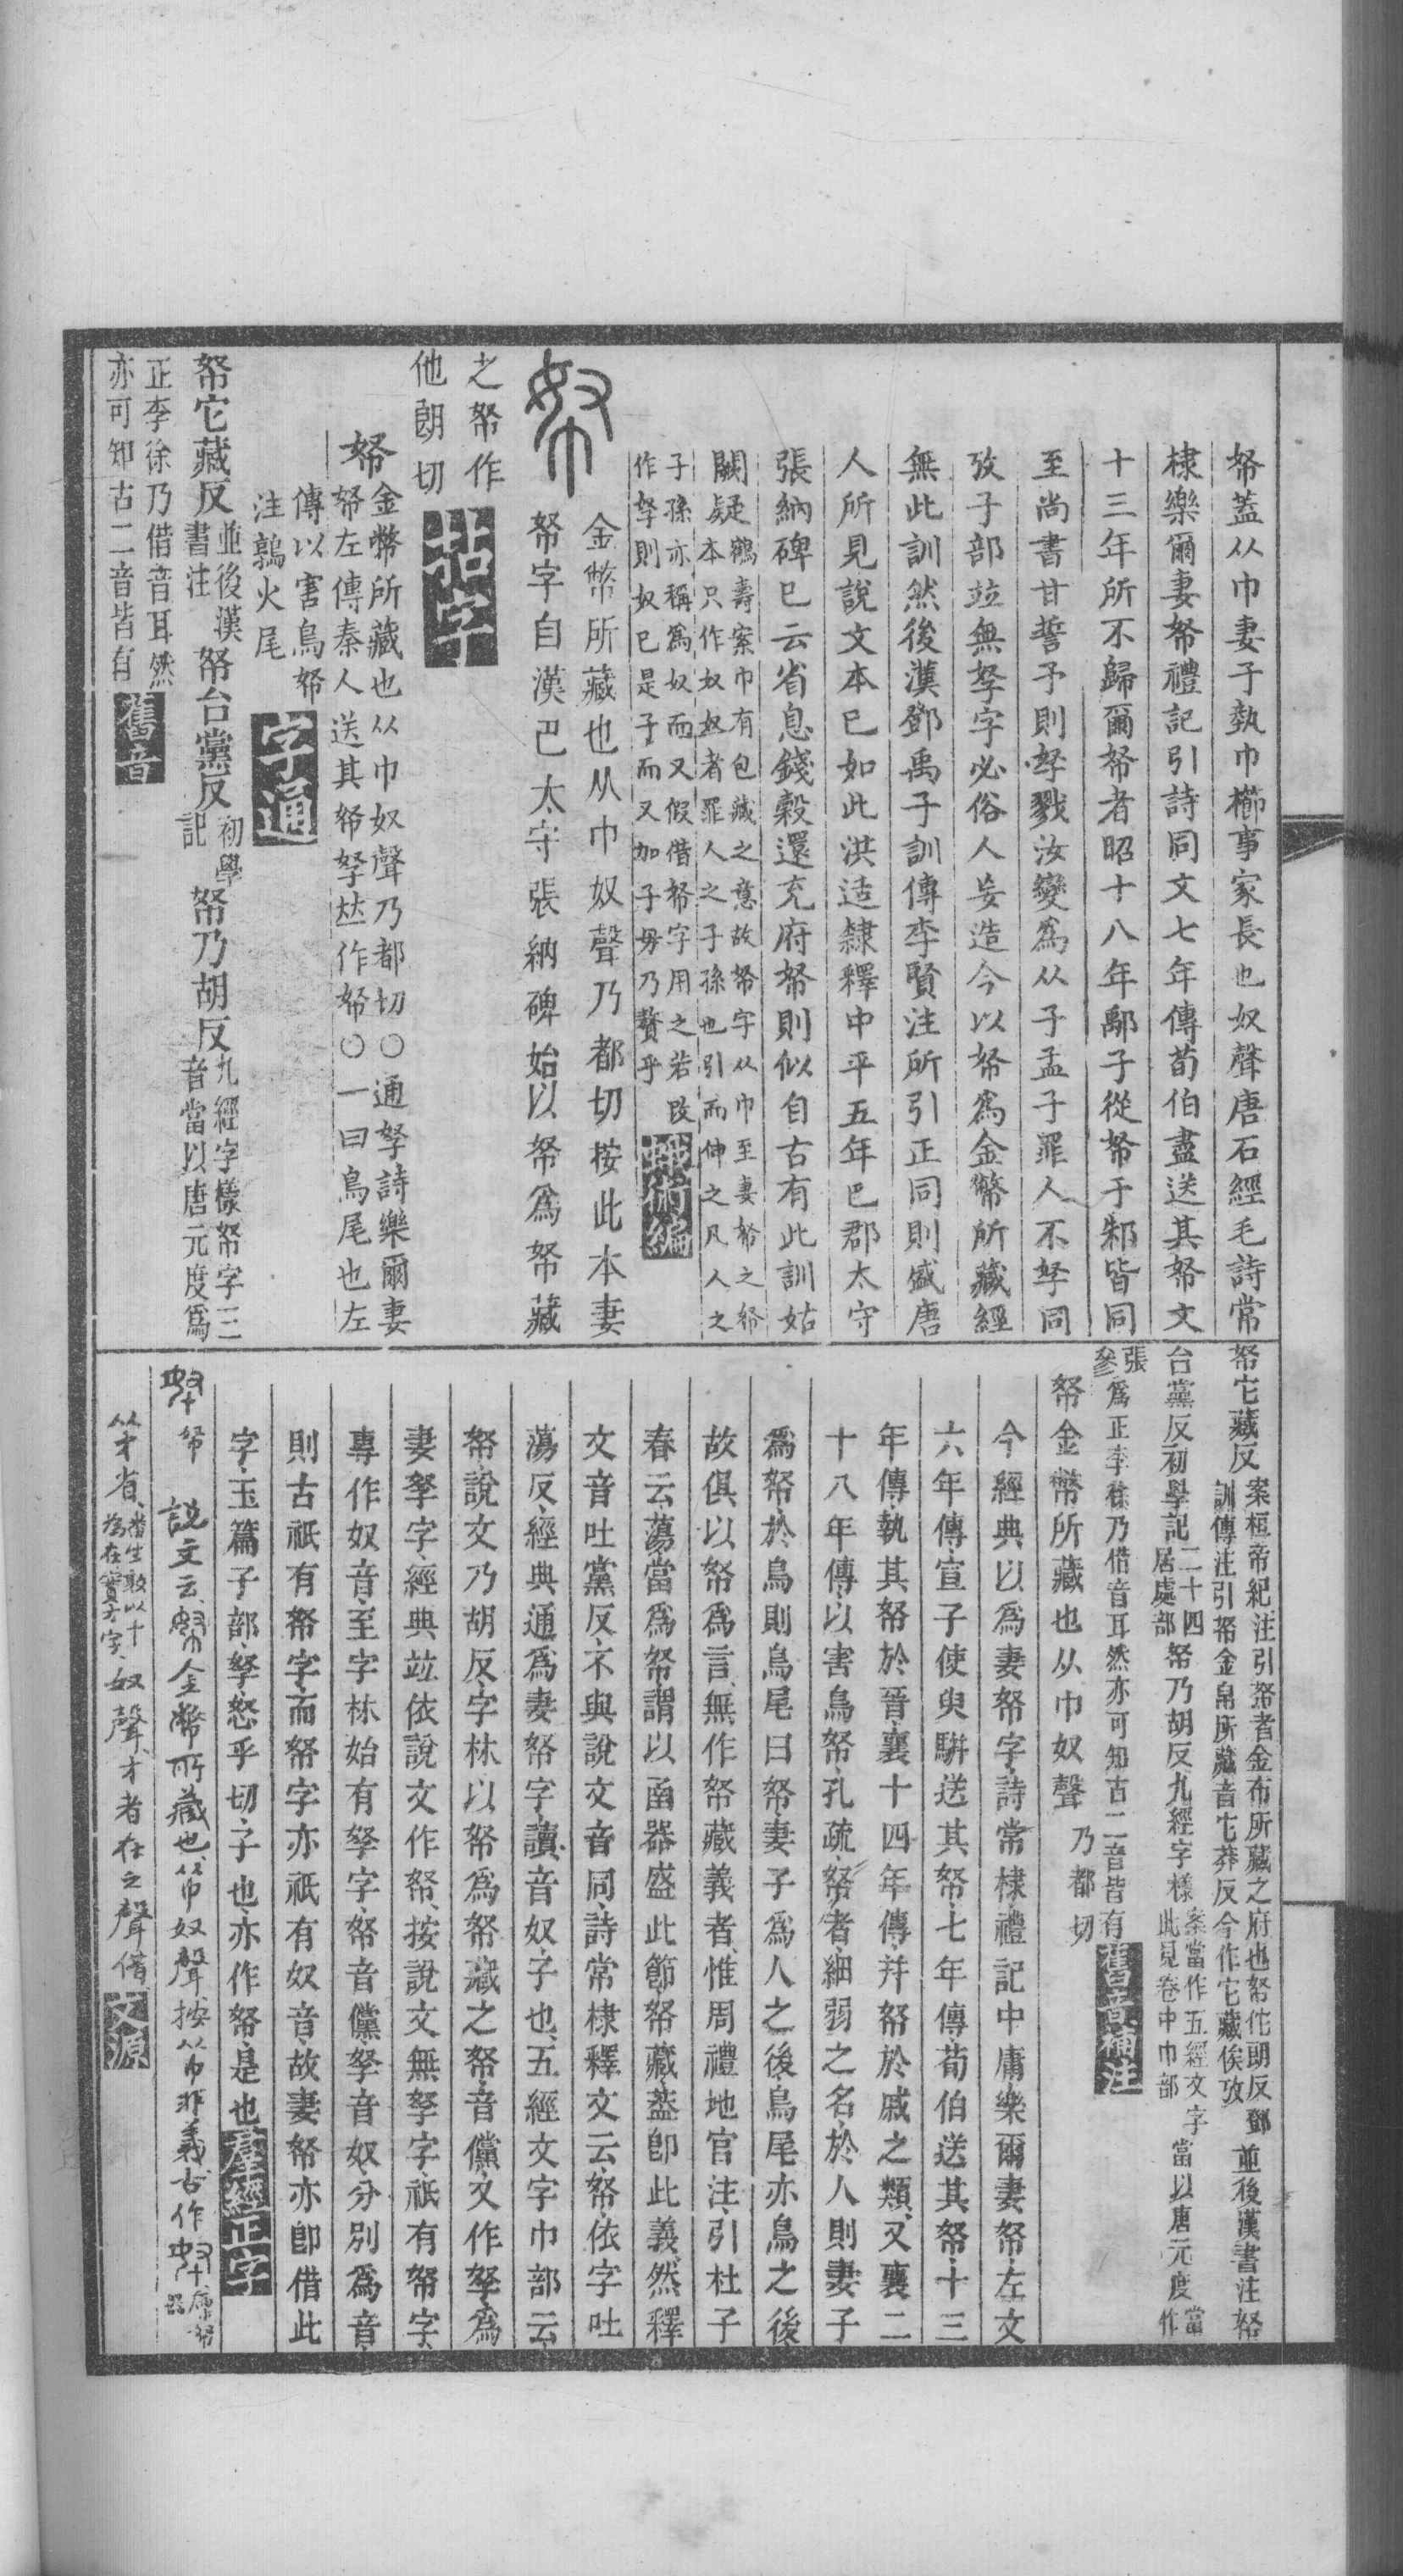 帑蓋从巾妻子埶巾櫛事家長也奴聲唐石經毛詩常
棣樂爾妻帑禮記引詩同文七年傳荀伯盡送其帑文
十三年所不歸爾帑者昭十八年鄅子從帑于邾皆同
至尚書甘誓予則孥戮汝變爲从子孟子罪人不孥同
攷子部竝無孥字必俗人妄造今以帑爲金幣所藏經
無此訓然後漢鄧禹子訓傳李賢注所引正同則盛唐
人所見說文本已如此洪适隸釋中平五年巴郡太守
張納碑已云省息錢穀還充府帑則似自古有此訓姑
闕疑鶴壽案巾有包藏之意故帑字从巾至妻帑之帑
本只作奴奴者罪人之子孫也引而伸之凡人之
子孫亦稱爲奴而又假借帑字用之若改
作孥則奴已是子而又加子毋乃贅乎
金幣所藏也从巾奴聲乃都切按此本妻
帑字自漢巴太守張納碑始以帑爲帑藏
之帑作
他朗切
帑
金幣所藏也从巾奴聲乃都切○通孥詩樂爾妻
帑左傳秦人送其帑孥竝作帑○一曰鳥尾也左
傳以害鳥帑
注鶉火尾
字通
帑它藏反並後漢書注帑台黨反初學記帑乃胡反九經字樣帑字三
音當以唐元度爲
正李徐乃借音耳然
亦可知古二音皆有
舊音
帑它藏反
案桓帝紀注引帑者金布所藏之府也帑佗朗反鄧
訓傳注引帑金帛所藏音它莽反今作它藏俟攷
並後漢書注帑
台黨反初學記二十四居處部帑乃胡反九經字樣案當作五經文字此見卷中巾部當以唐元度當作
張參爲正李徐乃借音耳然亦可知古二音皆有舊音補注
帑金幣所藏也从巾奴聲乃都切
今經典以爲妻帑字詩常棣禮記中庸樂爾妻帑左文
六年傳宣子使臾駢送其帑七年傳荀伯送其帑十三
年傳執其帑於晉襄十四年傳并帑於戚之類又襄二
十八年傳以害鳥帑孔疏帑者細弱之名於人則妻子
爲帑於鳥則鳥尾曰帑妻子爲人之後鳥尾亦鳥之後
故俱以帑爲言無作帑藏義者惟周禮地官注引杜子
春云蕩當爲帑謂以函器盛此節帑藏葢卽此義然釋
文音吐黨反不與說文音同詩常棣釋文云帑依字吐
蕩反經典通爲妻帑字讀音奴子也五經文字巾部云
帑說文乃胡反字林以帑爲帑藏之帑音儻又作孥爲
妻孥字經典竝依說文作帑按說文無孥字祇有帑字
專作奴音至字林始有孥字帑音儻孥音奴分別爲音
則古祇有帑字而帑字亦祇有奴音故妻帑亦卽借此
字玉篇子部孥怒乎切子也亦作帑是也羣經正字
帑 說文云帑金幣所藏也从巾奴聲按从巾非義古作
从才省
爲在寶字
奴聲才者在之聲借文源